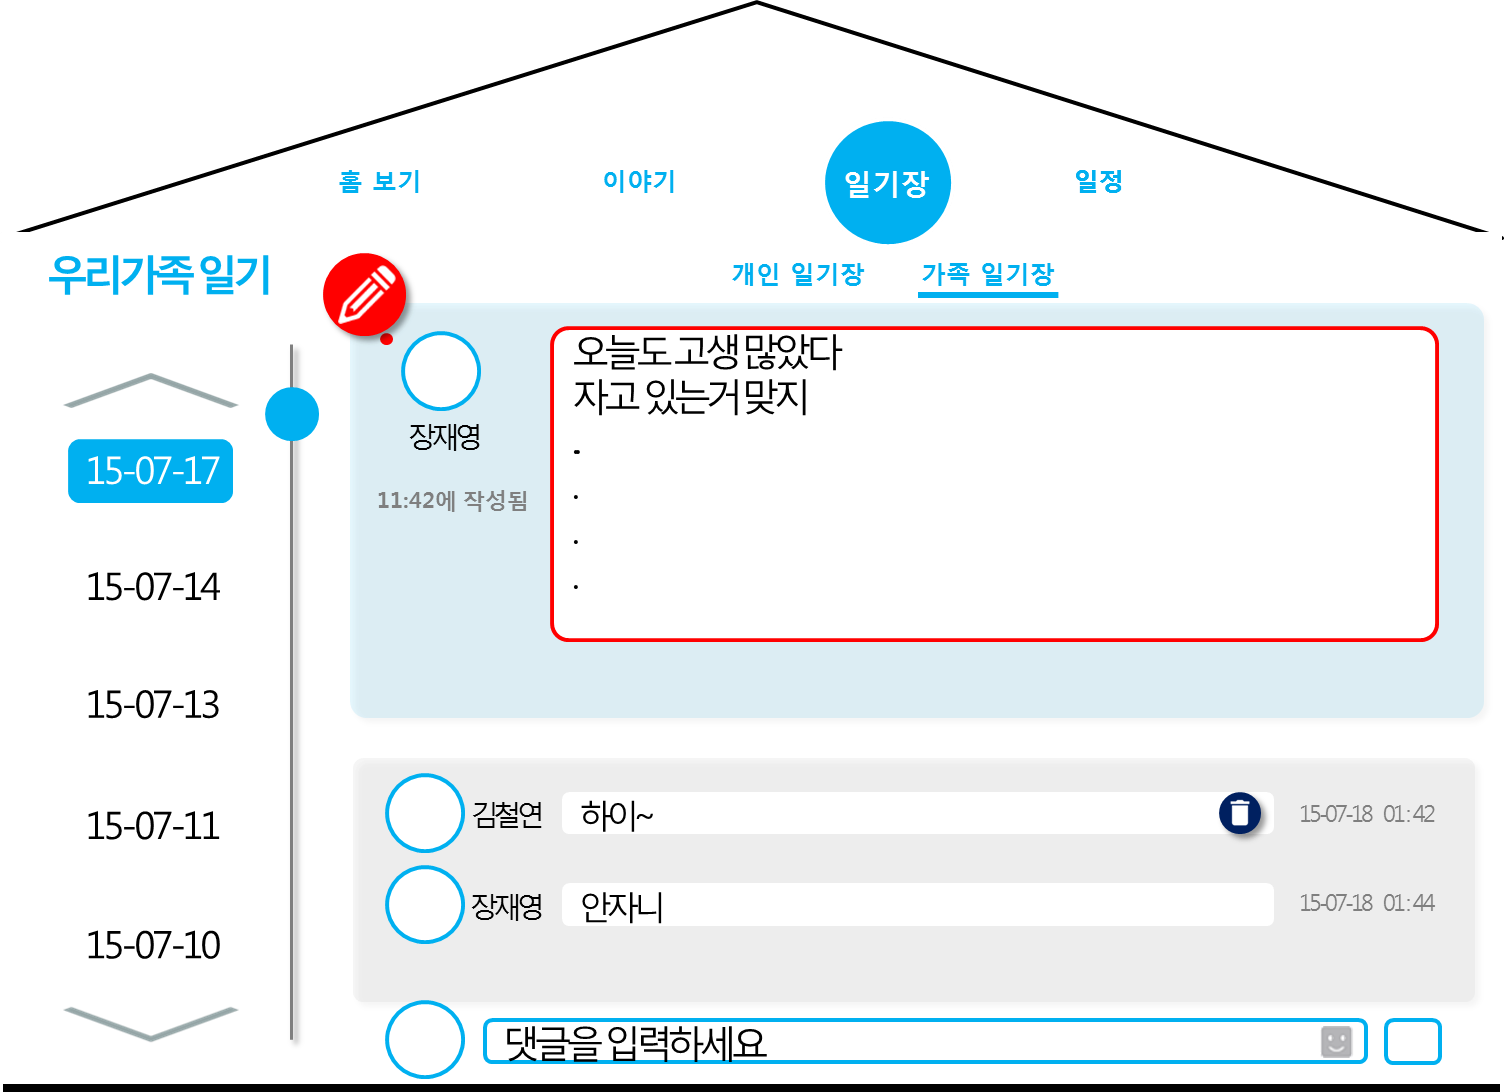 홈 보기
이야기
일기장
일정
우리가족 일기
개인 일기장
가족 일기장
15-07-17
15-07-14
15-07-13
15-07-11
15-07-10
장재영
11:42에 작성됨
오늘도 고생 많았다
자고 있는거 맞지
.
.
.
.
김철연 하이~ 15-07-18 01:42
장재영 안자니 15-07-18 01:44
댓글을 입력하세요